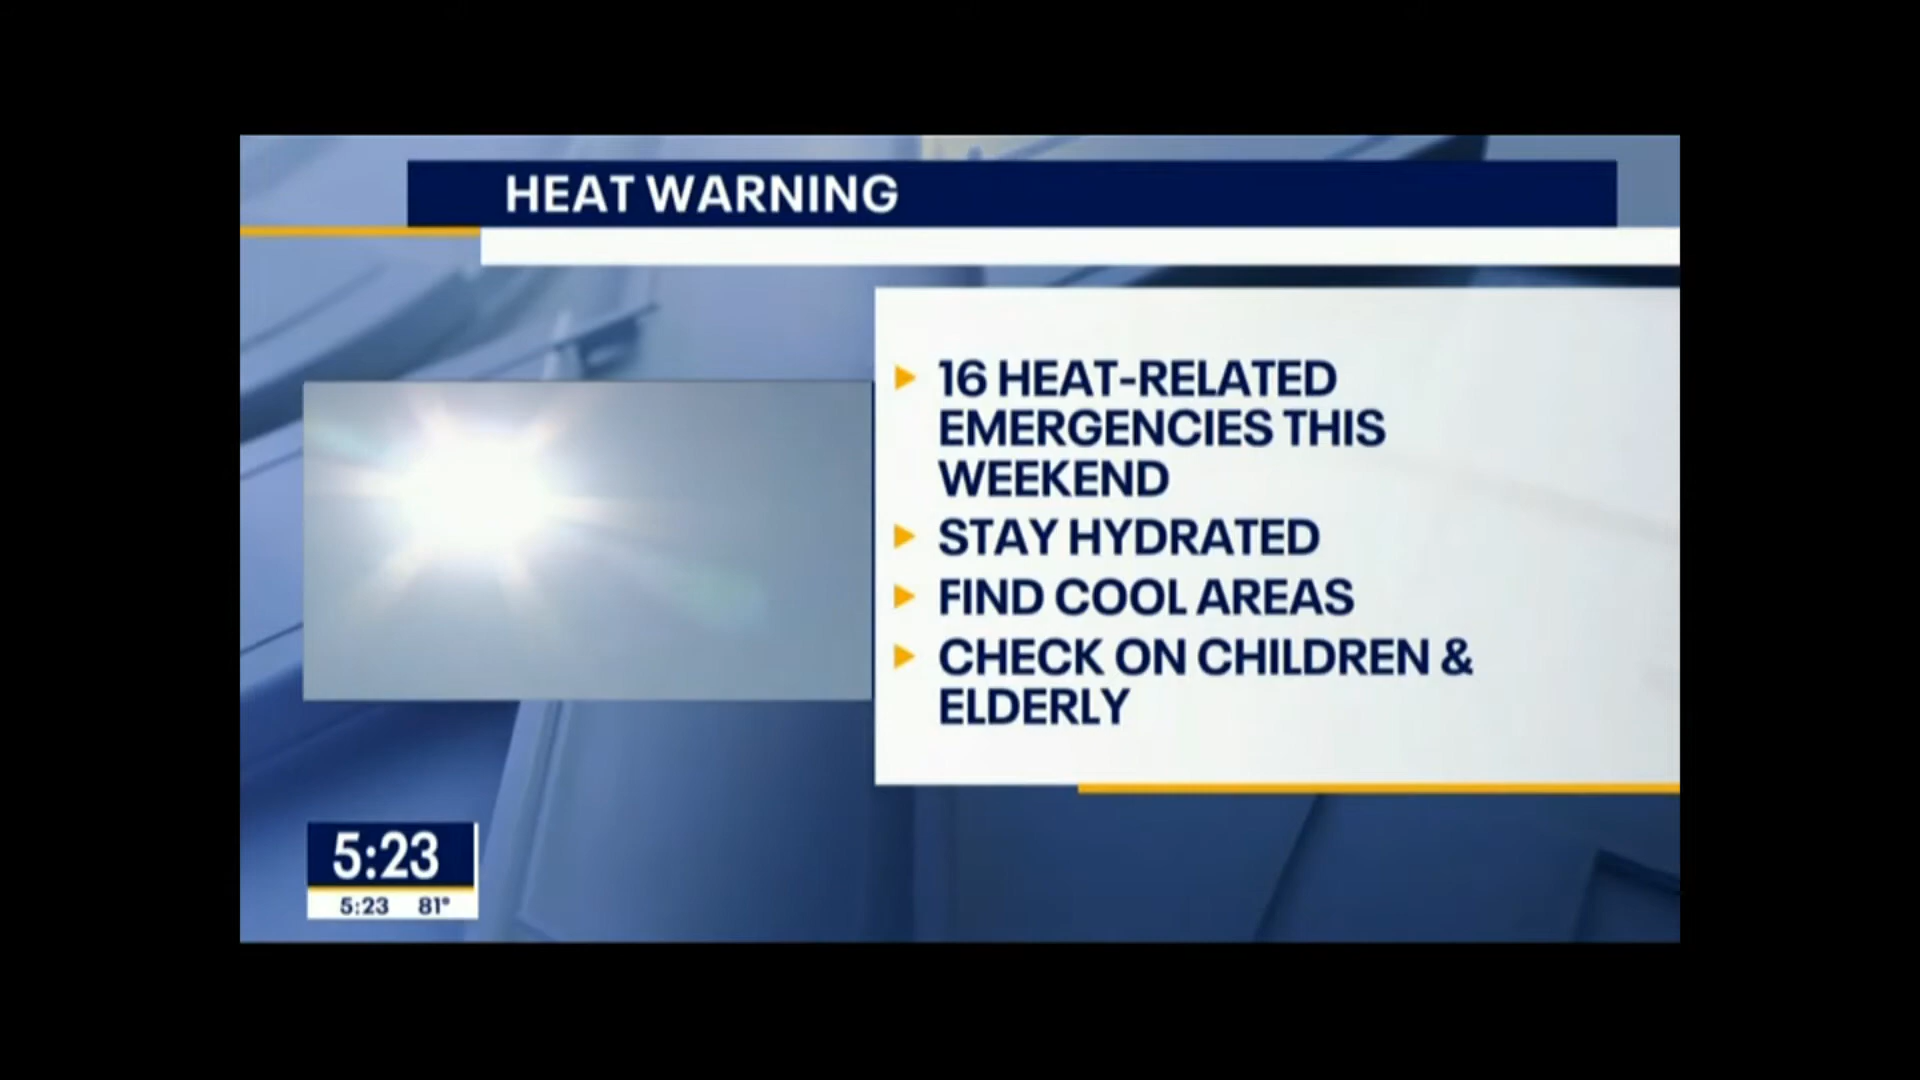 HEAT WARNING
16 HEAT-RELATED
EMERGENCIES THIS
WEEKEND
STAY HYDRATED
FIND COOL AREAS
CHECK ON CHILDREN &
ELDERLY
5:23
5:23 81°